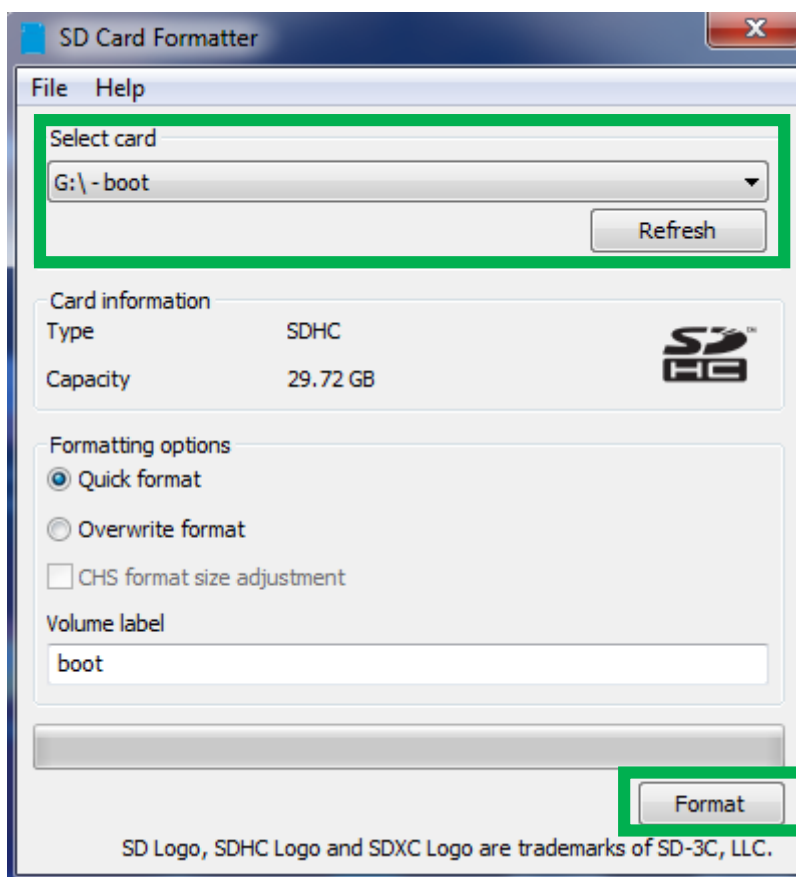 SD Card Formatter
File Help
Select card
G:\ - boot
Refresh
Card information
Type SDHC
Capacity 29.72 GB
SD
HC
Formatting options
Quick format
Overwrite format
CHS format size adjustment
Volume label
boot
Format
SD Logo, SDHC Logo and SDXC Logo are trademarks of SD-3C, LLC.